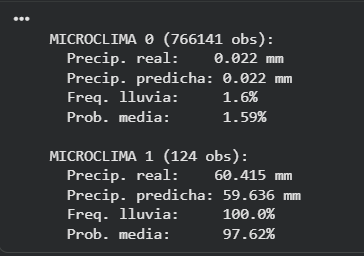 ...
MICROCLIMA 0 (766141 obs):
Precip. real: 0.022 mm
Precip. predicha: 0.022 mm
Freq. lluvia: 1.6%
Prob. media: 1.59%
MICROCLIMA 1 (124 obs):
Precip. real: 60.415 mm
Precip. predicha: 59.636 mm
Freq. lluvia: 100.0%
Prob. media: 97.62%